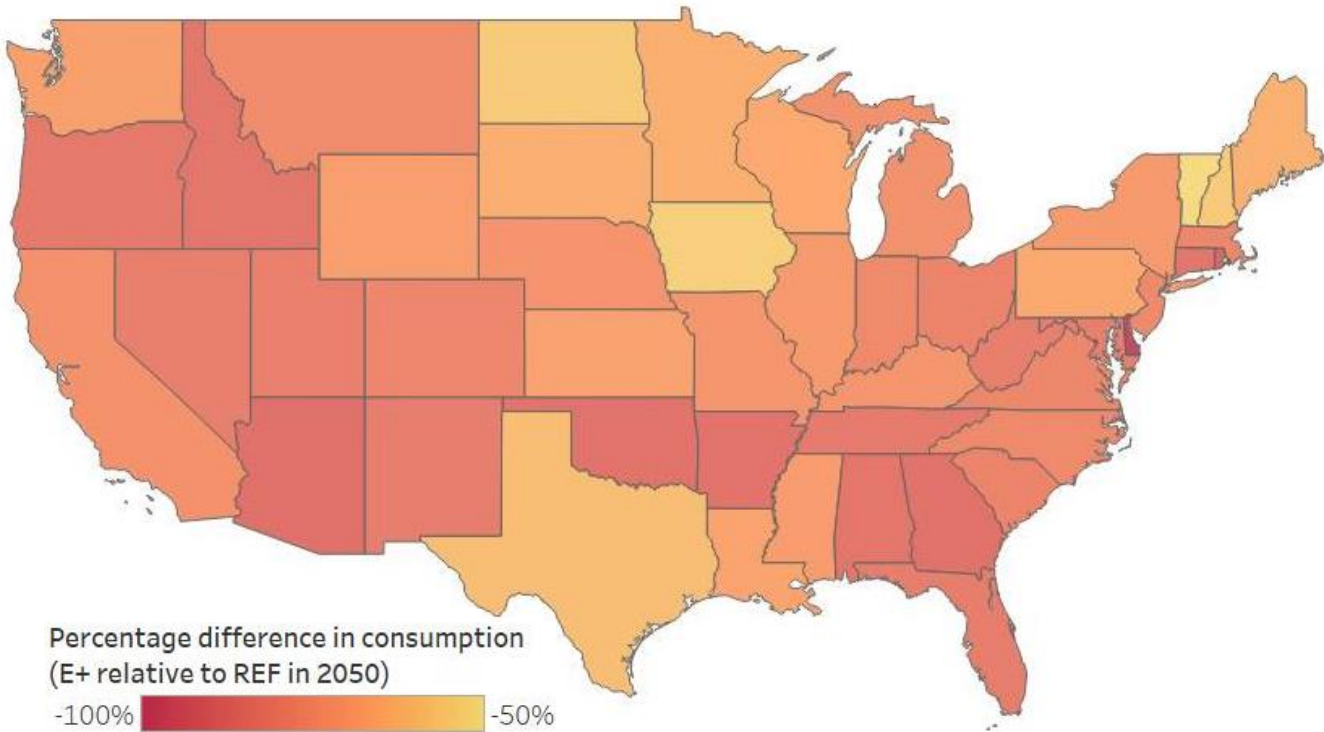 Percentage difference in consumption
(E+ relative to REF in 2050)
-100% -50%